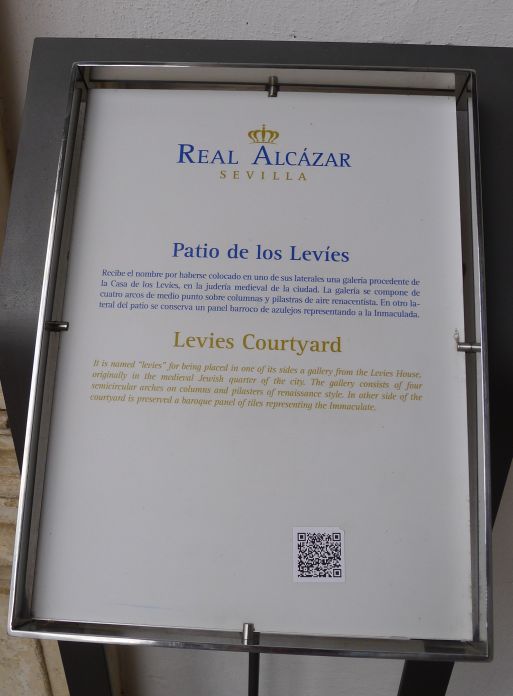 REAL ALCÁZAR
SEVILLA
Patio de los Levíes
Recibe el nombre por haberse colocado en uno de sus laterales una galería procedente de
la Casa de los Levíes, en la judería medieval de la ciudad. La galería se compone de
cuatro arcos de medio punto sobre columnas y pilastras de aire renacentista. En otro la-
teral del patio se conserva un panel barroco de azulejos representando a la Inmaculada.
Levies Courtyard
It is named "levies" for being placed in one of its sides a gallery from the Levies House,
originally in the medieval Jewish quarter of the city. The gallery consists of four
semicircular arches on columns and pilasters of renaissance style. In other side of the
courtyard is preserved a baroque panel of tiles representing the Immaculate.